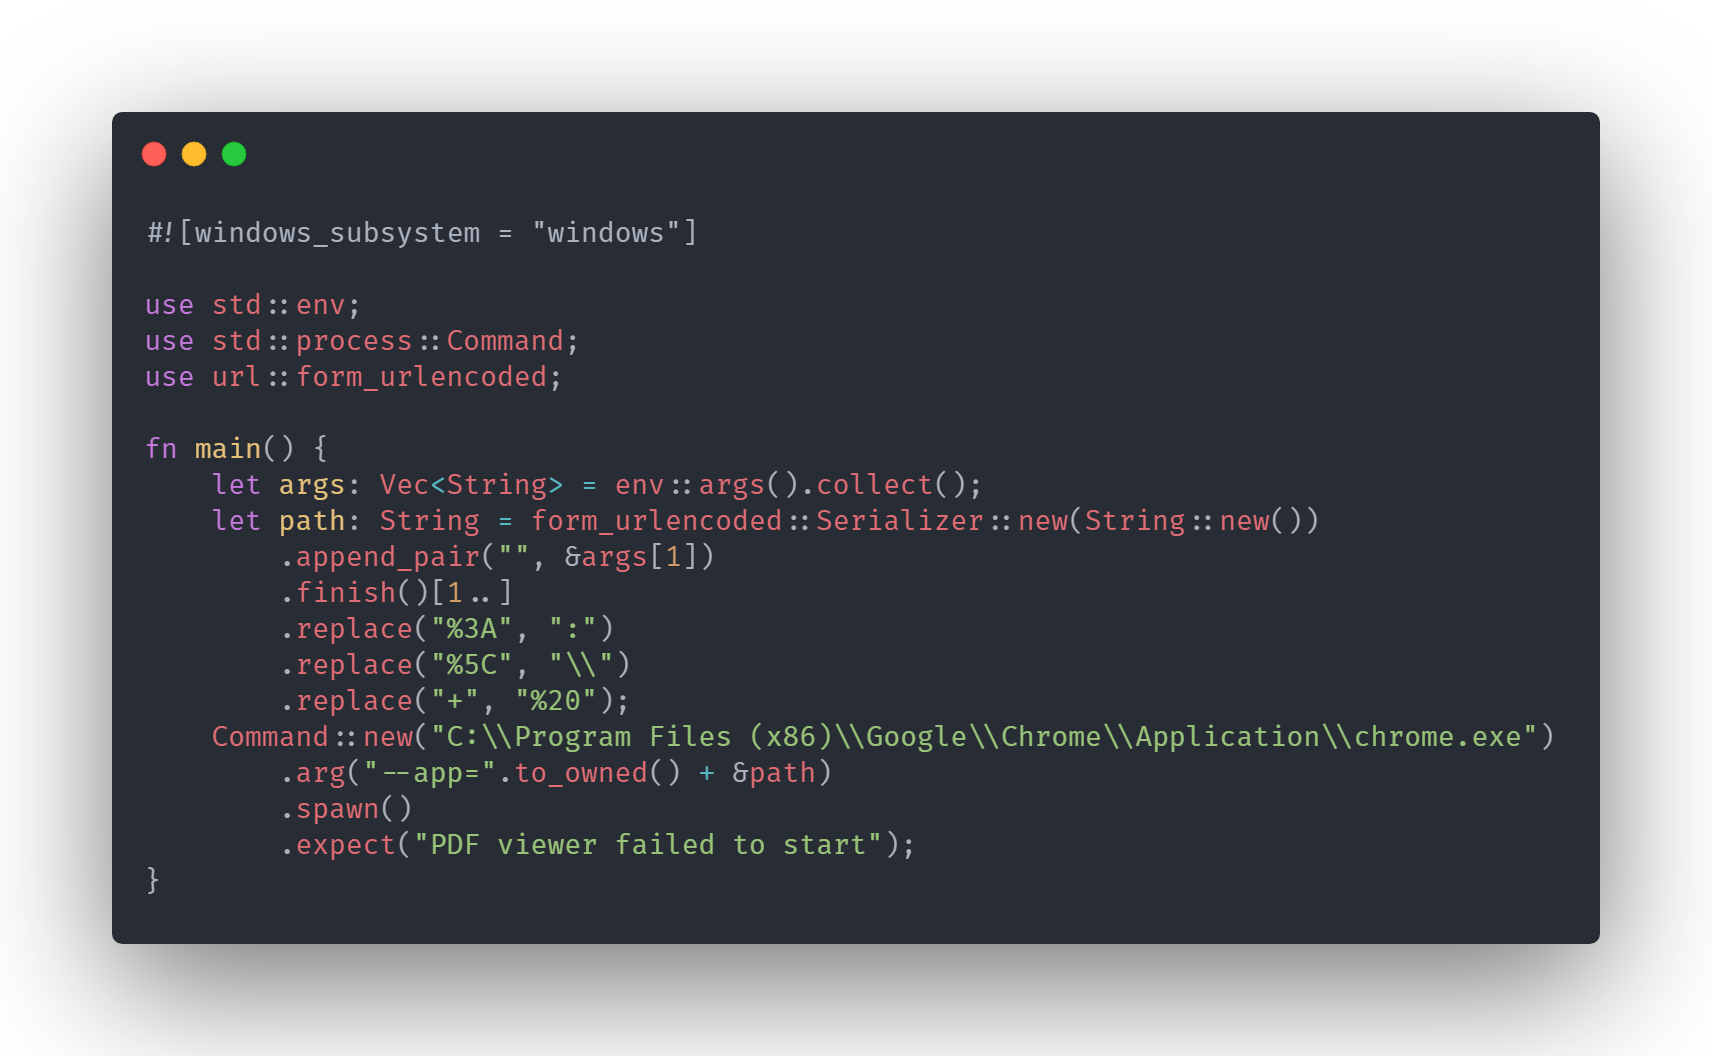 #![windows_subsystem = "windows"]
use std::env;
use std::process::Command;
use url::form_urlencoded;
fn main() {
    let args: Vec<String> = env::args().collect();
    let path: String = form_urlencoded::Serializer::new(String::new())
        .append_pair("", &args[1])
        .finish()[1..]
        .replace("%3A", ":")
        .replace("%5C", "\\")
        .replace("+", "%20");
    Command::new("C:\\Program Files (x86)\\Google\\Chrome\\Application\\chrome.exe")
        .arg("--app=".to_owned() + &path)
        .spawn()
        .expect("PDF viewer failed to start");
}